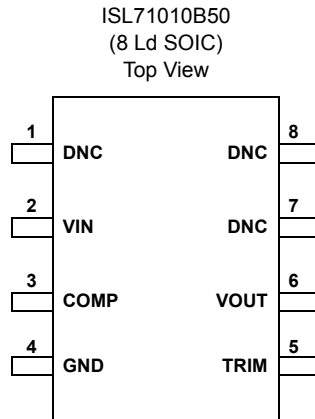 ISL71010B50
(8 Ld SOIC)
Top View
1 8
DNC DNC
2 7
VIN DNC
3 6
COMP VOUT
4 5
GND TRIM